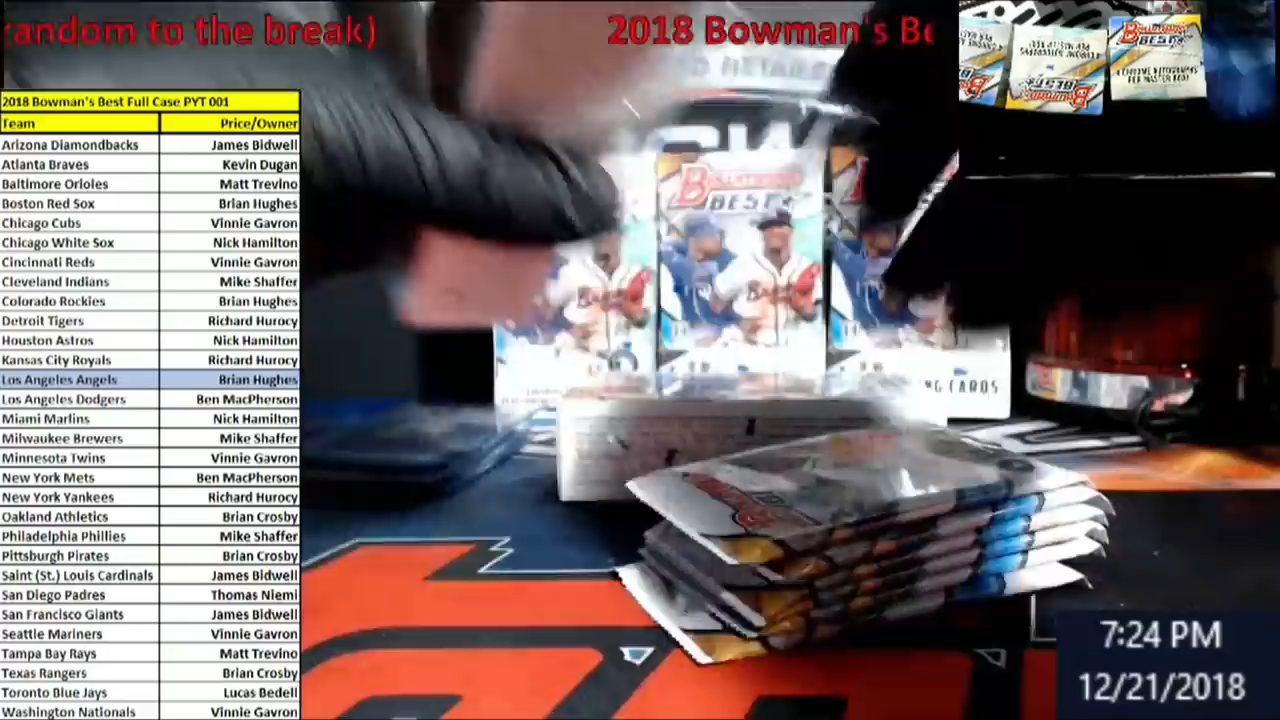 random to the break)
2018 Bowman's Be
2018 Bowman's Best Full Case PYT 001
Team Price/Owner
Arizona Diamondbacks James Bidwell
Atlanta Braves Kevin Dugan
Baltimore Orioles Matt Trevino
Boston Red Sox Brian Hughes
Chicago Cubs Vinnie Gavron
Chicago White Sox Nick Hamilton
Cincinnati Reds Vinnie Gavron
Cleveland Indians Mike Shaffer
Colorado Rockies Brian Hughes
Detroit Tigers Richard Hurocy
Houston Astros Nick Hamilton
Kansas City Royals Richard Hurocy
Los Angeles Angels Brian Hughes
Los Angeles Dodgers Ben MacPherson
Miami Marlins Nick Hamilton
Milwaukee Brewers Mike Shaffer
Minnesota Twins Vinnie Gavron
New York Mets Ben MacPherson
New York Yankees Richard Hurocy
Oakland Athletics Brian Crosby
Philadelphia Phillies Mike Shaffer
Pittsburgh Pirates Brian Crosby
Saint (St.) Louis Cardinals James Bidwell
San Diego Padres Thomas Niemi
San Francisco Giants James Bidwell
Seattle Mariners Vinnie Gavron
Tampa Bay Rays Matt Trevino
Texas Rangers Brian Crosby
Toronto Blue Jays Lucas Bedell
Washington Nationals Vinnie Gavron
Bowman's
BEST
Bowman's
BEST
NG CARDS
7:24 PM
12/21/2018